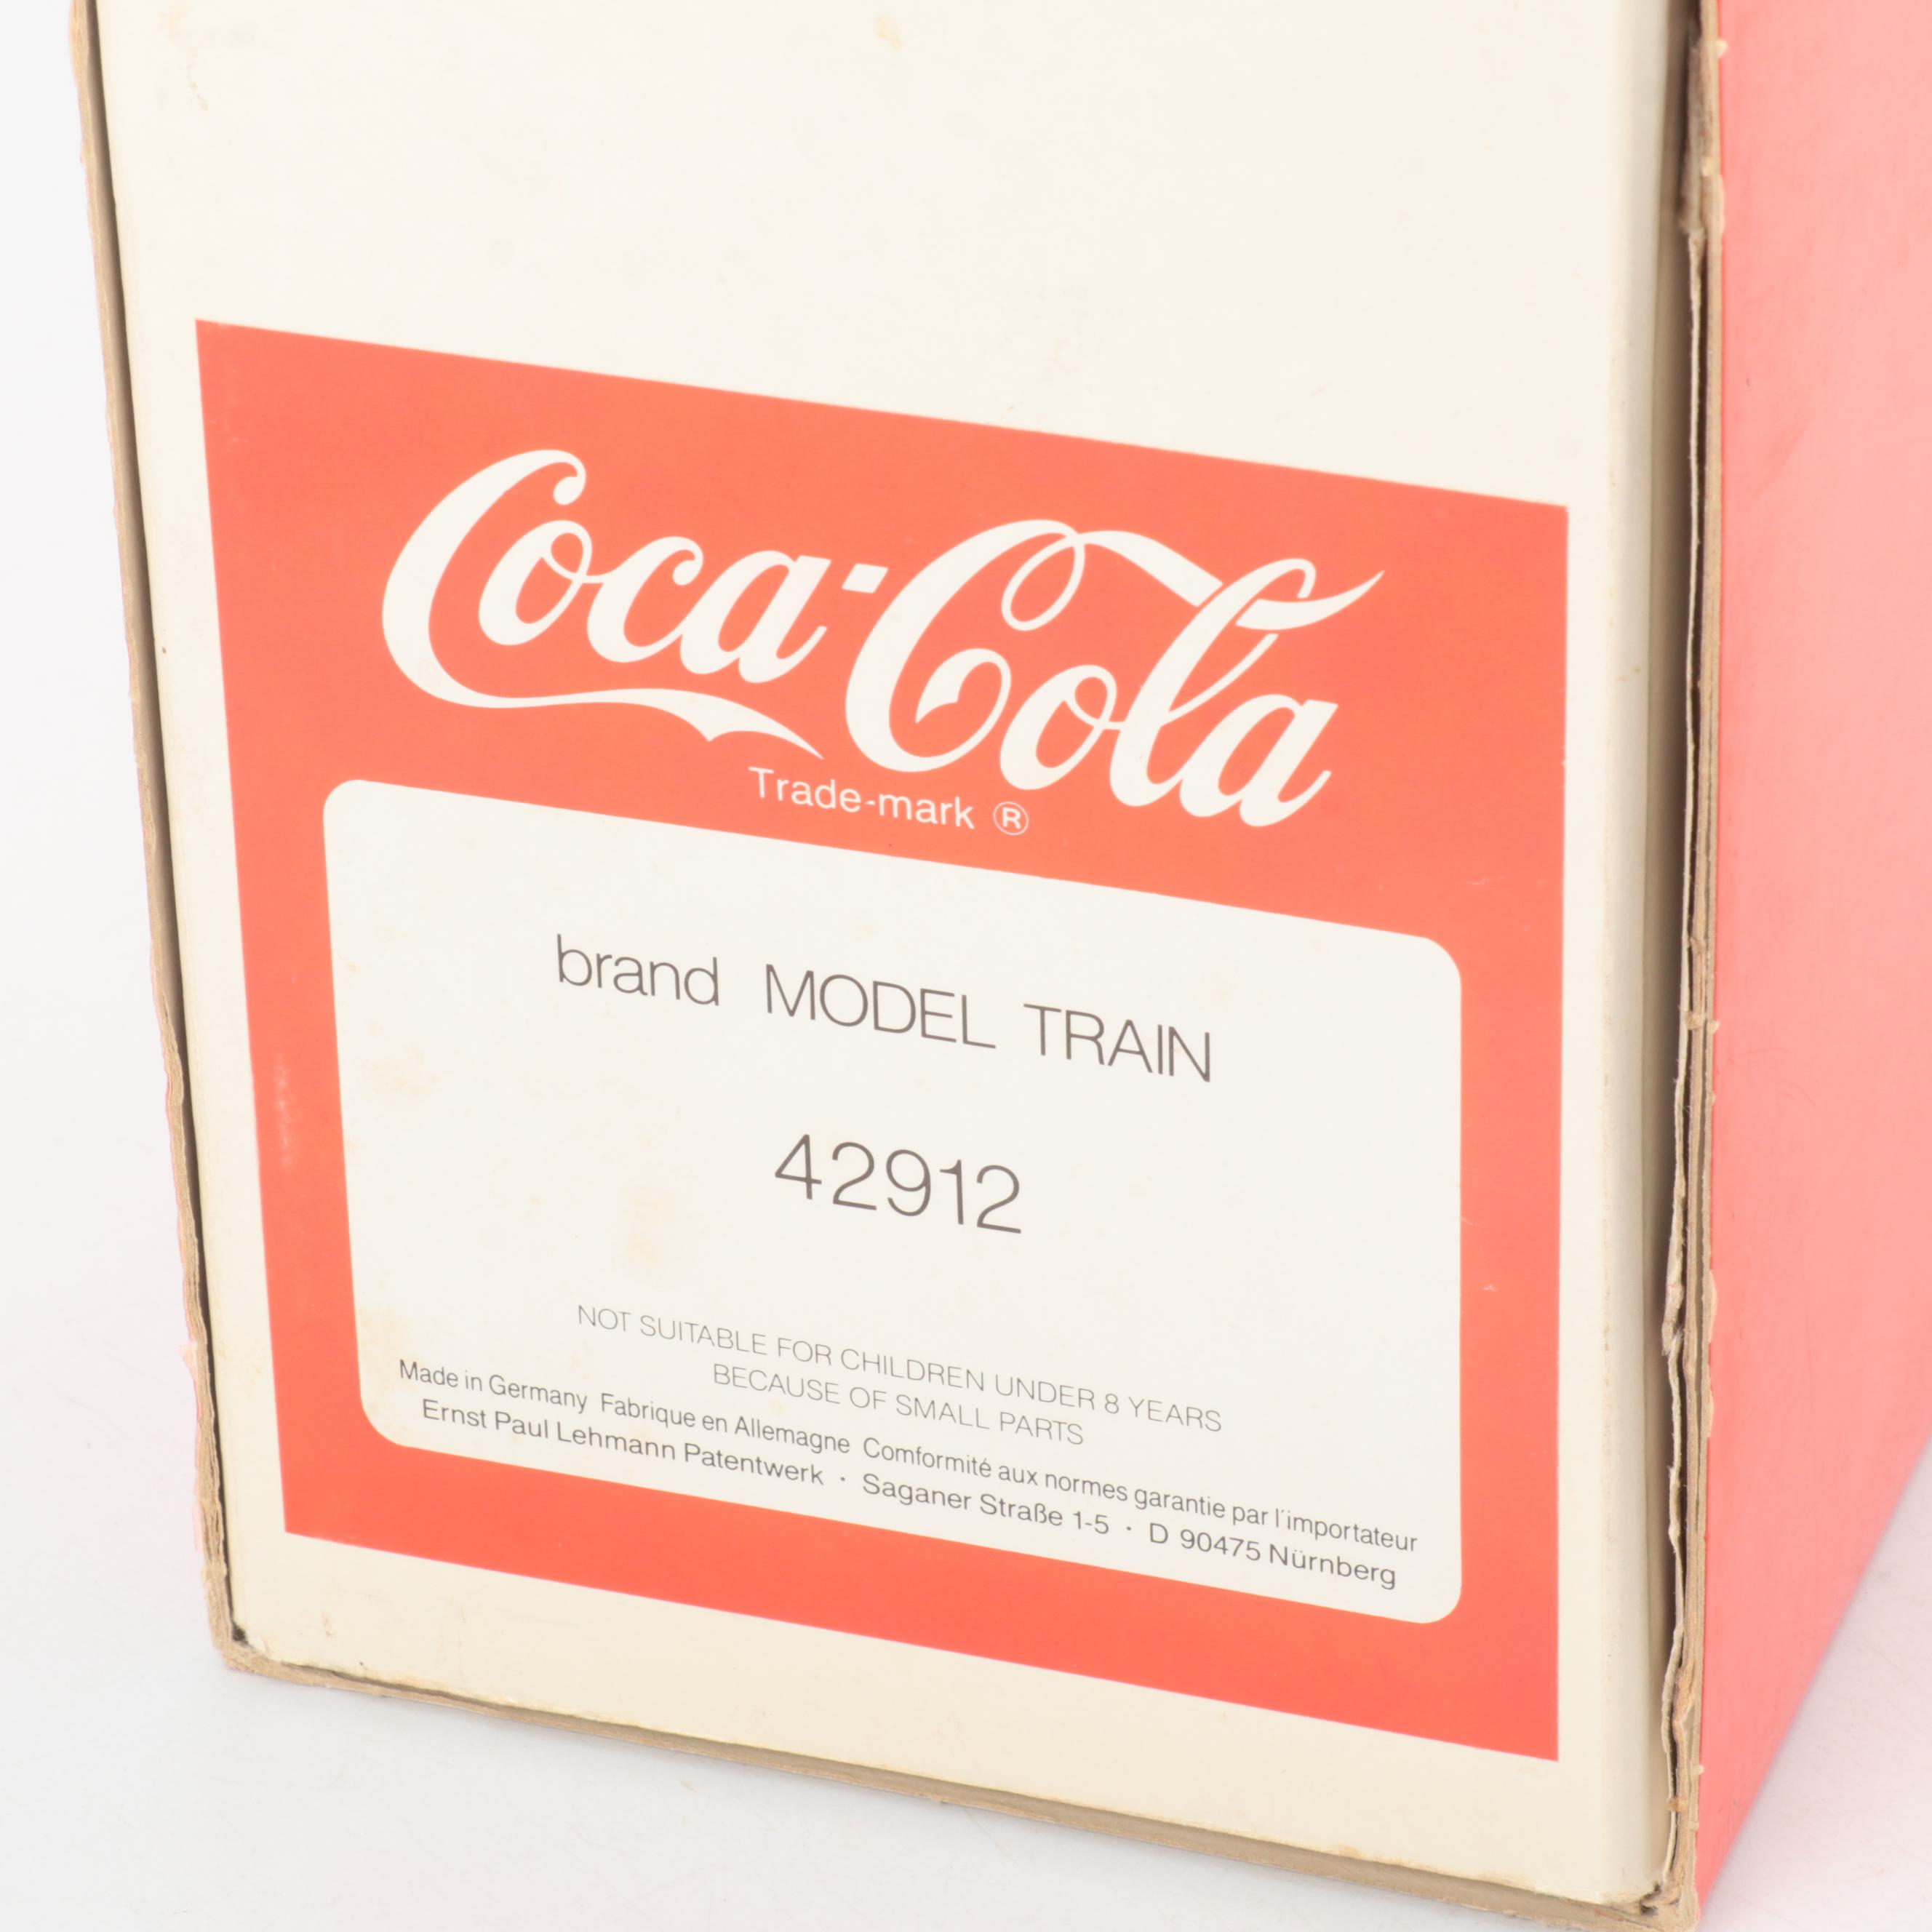 Coca-Cola
Trade-mark ®
brand MODEL TRAIN
42912
NOT SUITABLE FOR CHILDREN UNDER 8 YEARS
BECAUSE OF SMALL PARTS
Made in Germany Fabrique en Allemagne Comformité aux normes garantie par l'importateur
Ernst Paul Lehmann Patentwerk · Saganer Straße 1-5 · D 90475 Nürnberg